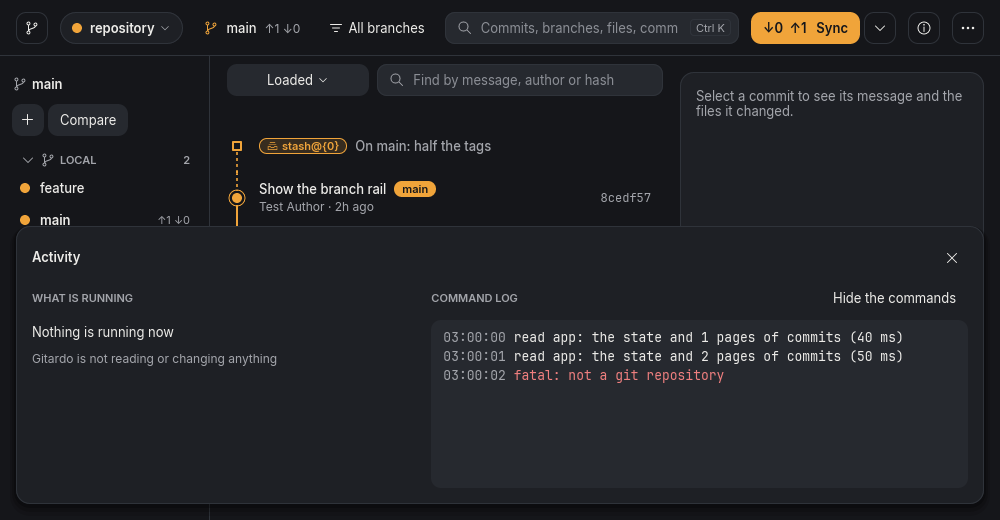 repository
main ↑1 ↓0
All branches
Commits, branches, files, comm Ctrl K
↓0 ↑1 Sync
main
+ Compare
LOCAL 2
feature
main ↑1 ↓0
Loaded
Find by message, author or hash
stash@{0} On main: half the tags
Show the branch rail main
Test Author · 2h ago
8cedf57
Select a commit to see its message and the
files it changed.
Activity
WHAT IS RUNNING
Nothing is running now
Gitardo is not reading or changing anything
COMMAND LOG
Hide the commands
03:00:00 read app: the state and 1 pages of commits (40 ms)
03:00:01 read app: the state and 2 pages of commits (50 ms)
03:00:02 fatal: not a git repository